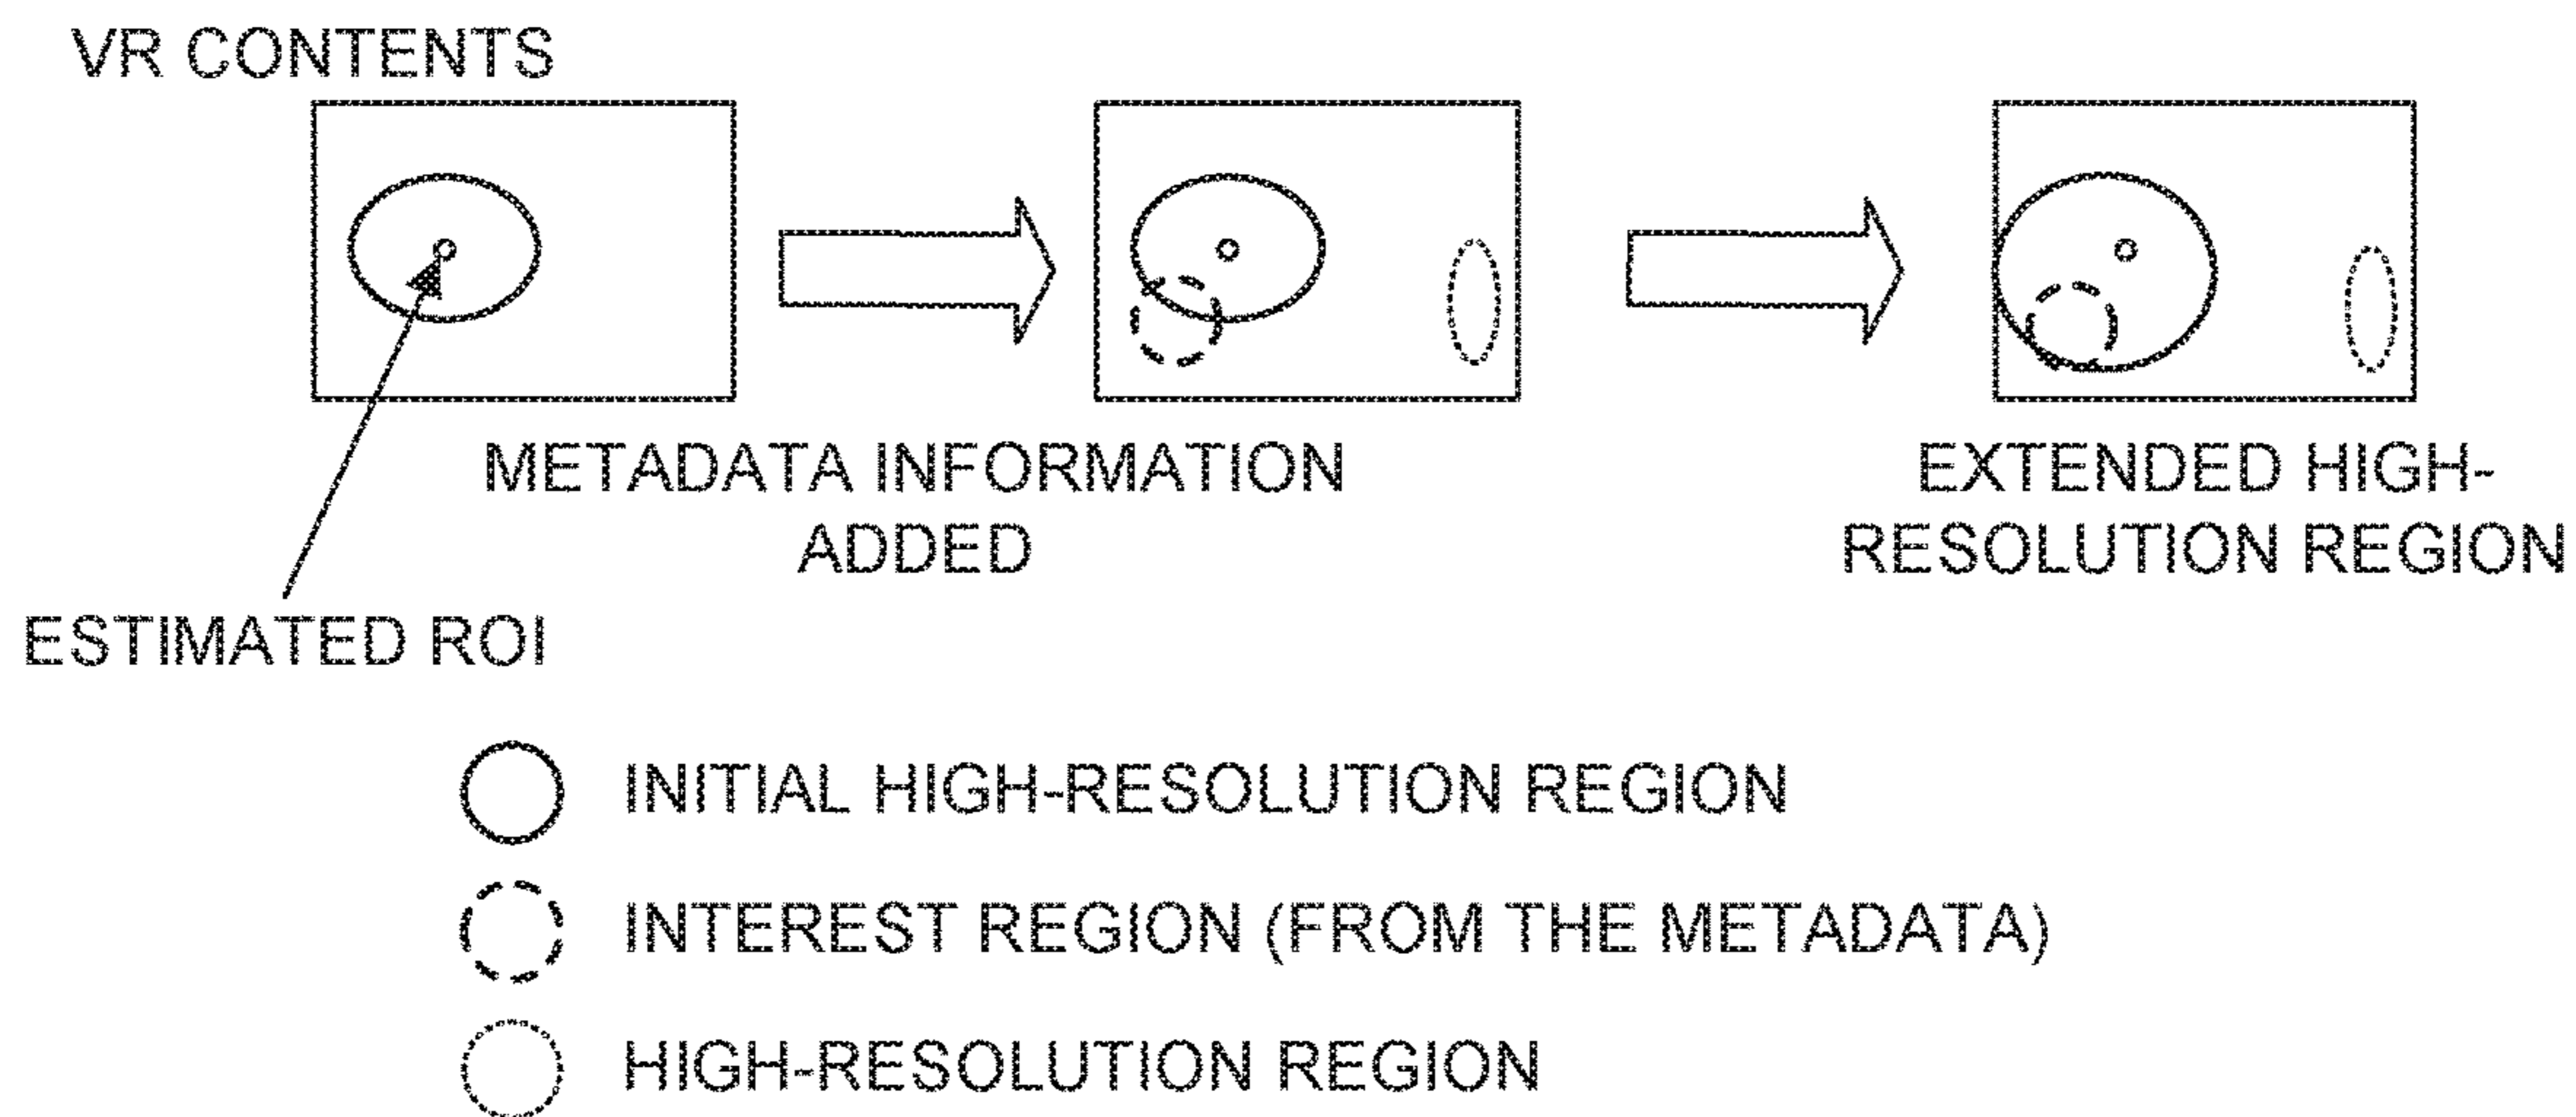 VR CONTENTS
METADATA INFORMATION
ADDED
EXTENDED HIGH-
RESOLUTION REGION
ESTIMATED ROI
INITIAL HIGH-RESOLUTION REGION
INTEREST REGION (FROM THE METADATA)
HIGH-RESOLUTION REGION